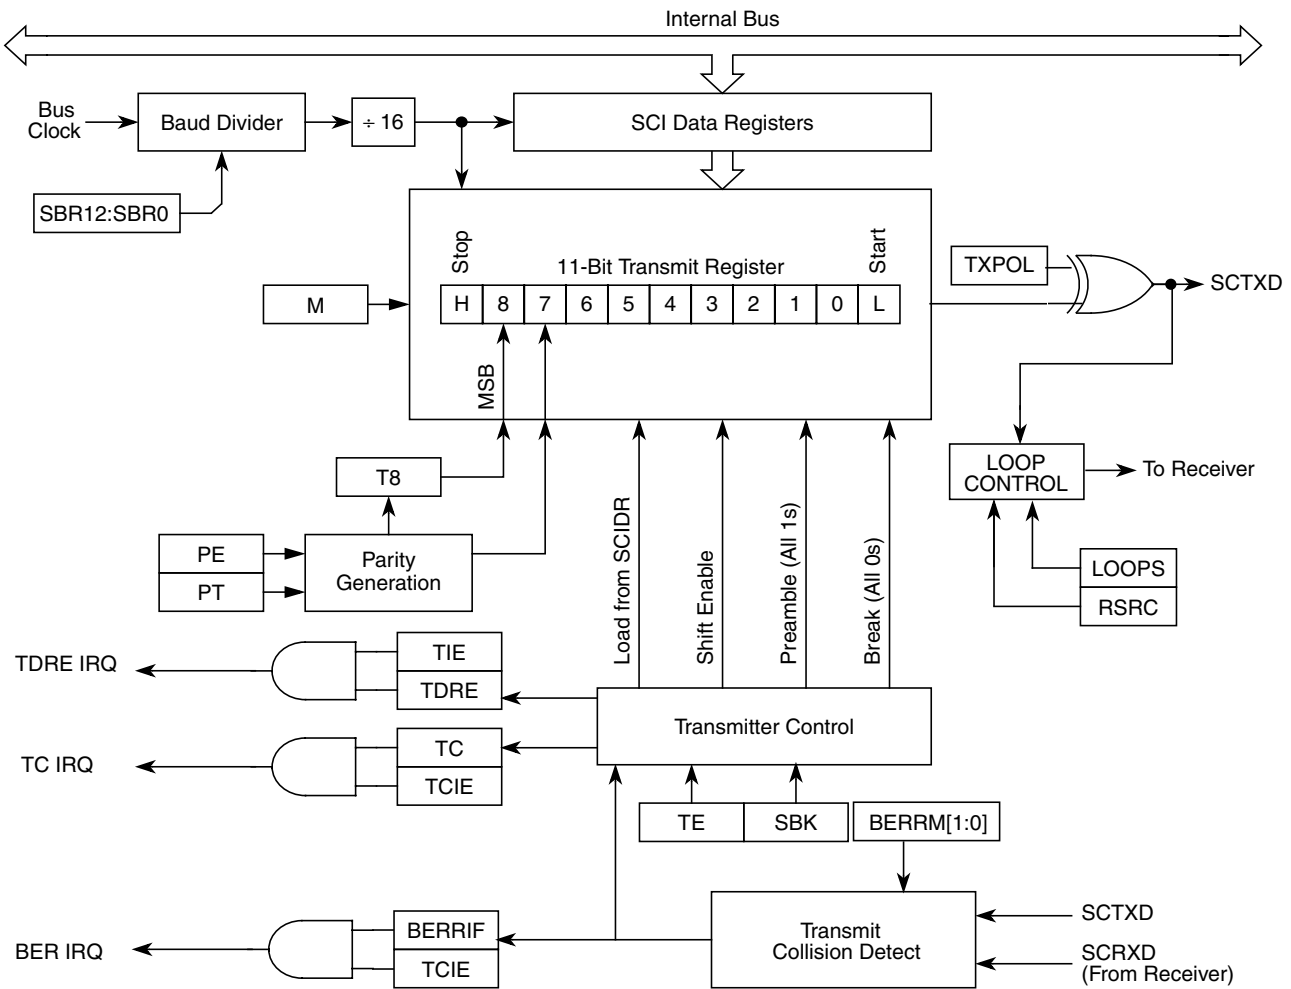 Internal Bus
Bus
Clock
Baud Divider
÷ 16
SCI Data Registers
SBR12:SBR0
Stop
11-Bit Transmit Register
Start
H 8 7 6 5 4 3 2 1 0 L
M
MSB
TXPOL
SCTXD
LOOP
CONTROL
To Receiver
LOOPS
RSRC
T8
PE
PT
Parity
Generation
Load from SCIDR
Shift Enable
Preamble (All 1s)
Break (All 0s)
TDRE IRQ
TIE
TDRE
TC IRQ
TC
TCIE
Transmitter Control
TE
SBK
BERRM[1:0]
BER IRQ
BERRIF
TCIE
Transmit
Collision Detect
SCTXD
SCRXD
(From Receiver)